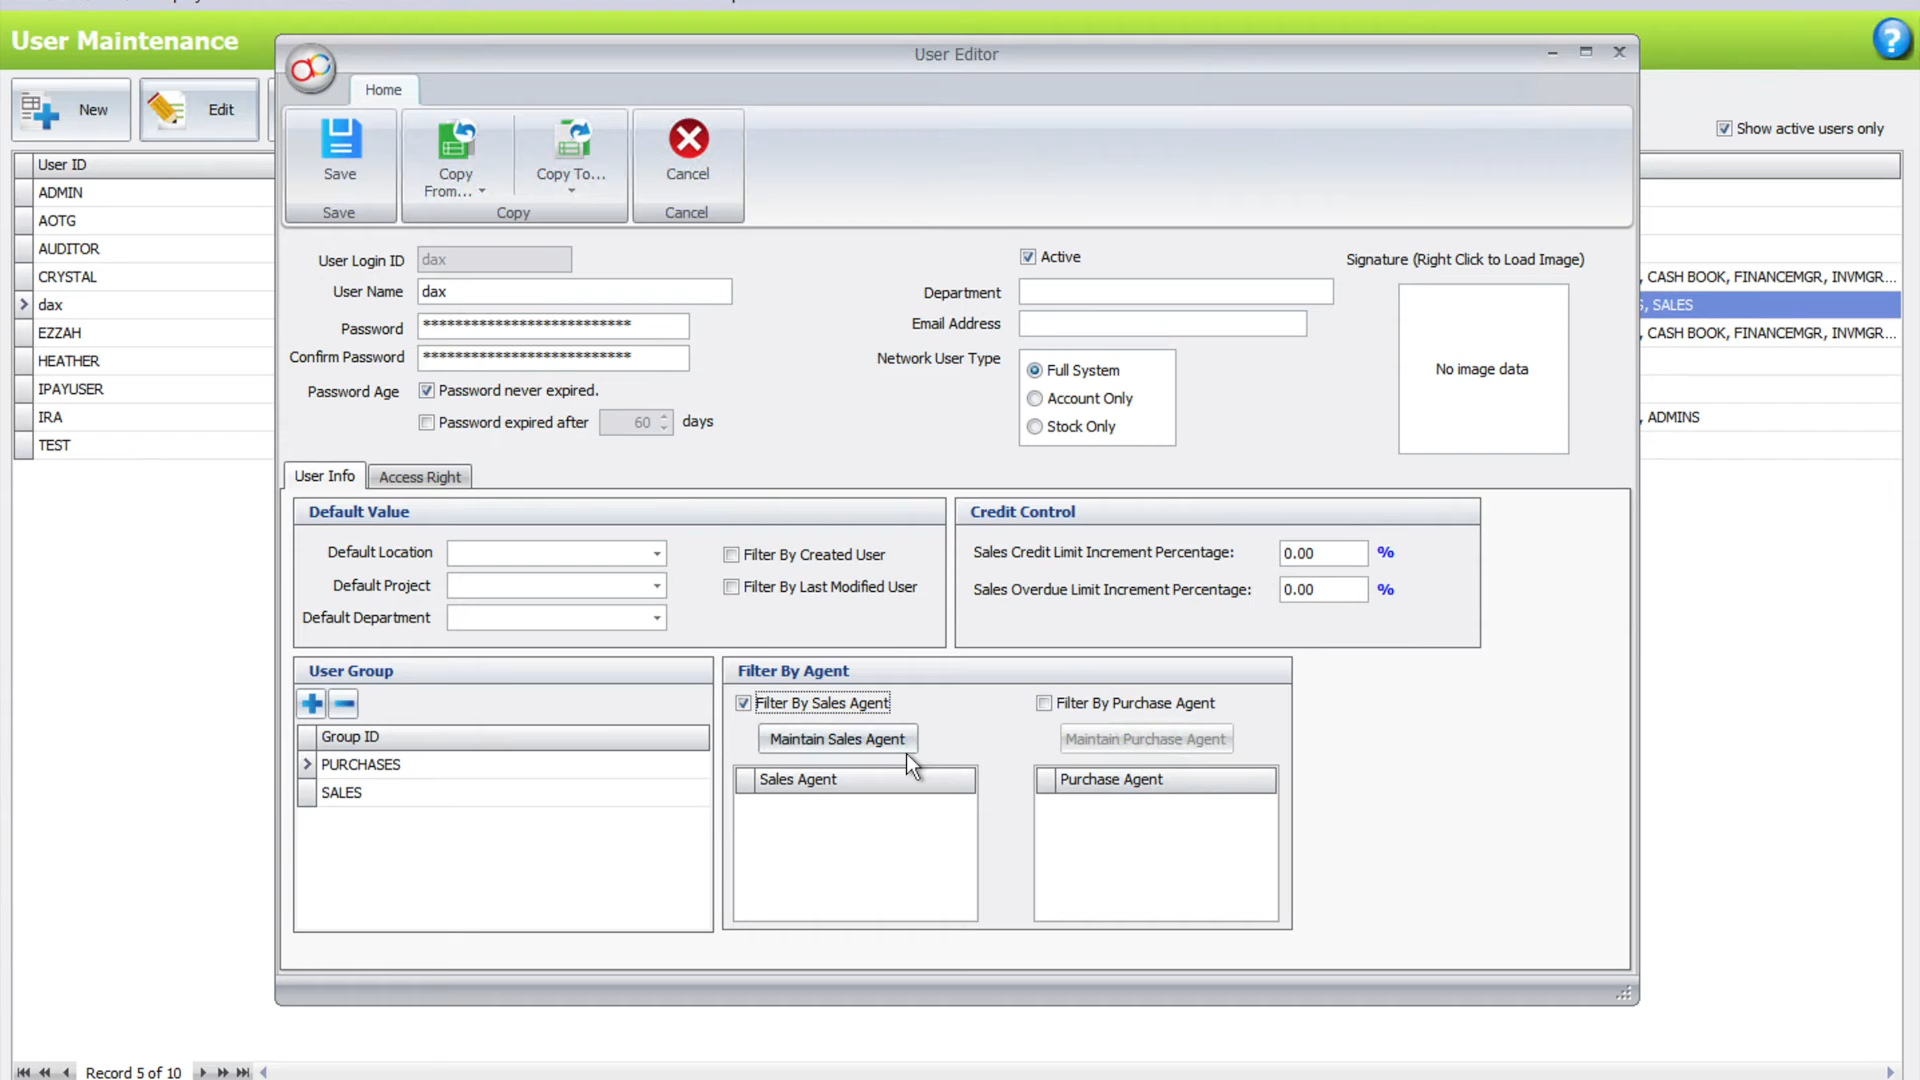 User Maintenance
User Editor
?
Home
New
Edit
Save
Copy From...
Copy To...
Cancel
Save
Copy
Cancel
Show active users only
User ID
ADMIN
AOTG
AUDITOR
CRYSTAL
, CASH BOOK, FINANCEMGR, INVMGR...
dax
, SALES
EZZAH
, CASH BOOK, FINANCEMGR, INVMGR...
HEATHER
IPAYUSER
IRA
, ADMINS
TEST
User Login ID
dax
User Name
dax
Password
**************************
Confirm Password
**************************
Password Age
Password never expired.
Password expired after
60
days
Active
Department
Email Address
Network User Type
Full System
Account Only
Stock Only
Signature (Right Click to Load Image)
No image data
User Info
Access Right
Default Value
Default Location
Default Project
Default Department
Filter By Created User
Filter By Last Modified User
Credit Control
Sales Credit Limit Increment Percentage:
0.00
%
Sales Overdue Limit Increment Percentage:
0.00
%
User Group
Group ID
PURCHASES
SALES
Filter By Agent
Filter By Sales Agent
Maintain Sales Agent
Sales Agent
Filter By Purchase Agent
Maintain Purchase Agent
Purchase Agent
Record 5 of 10